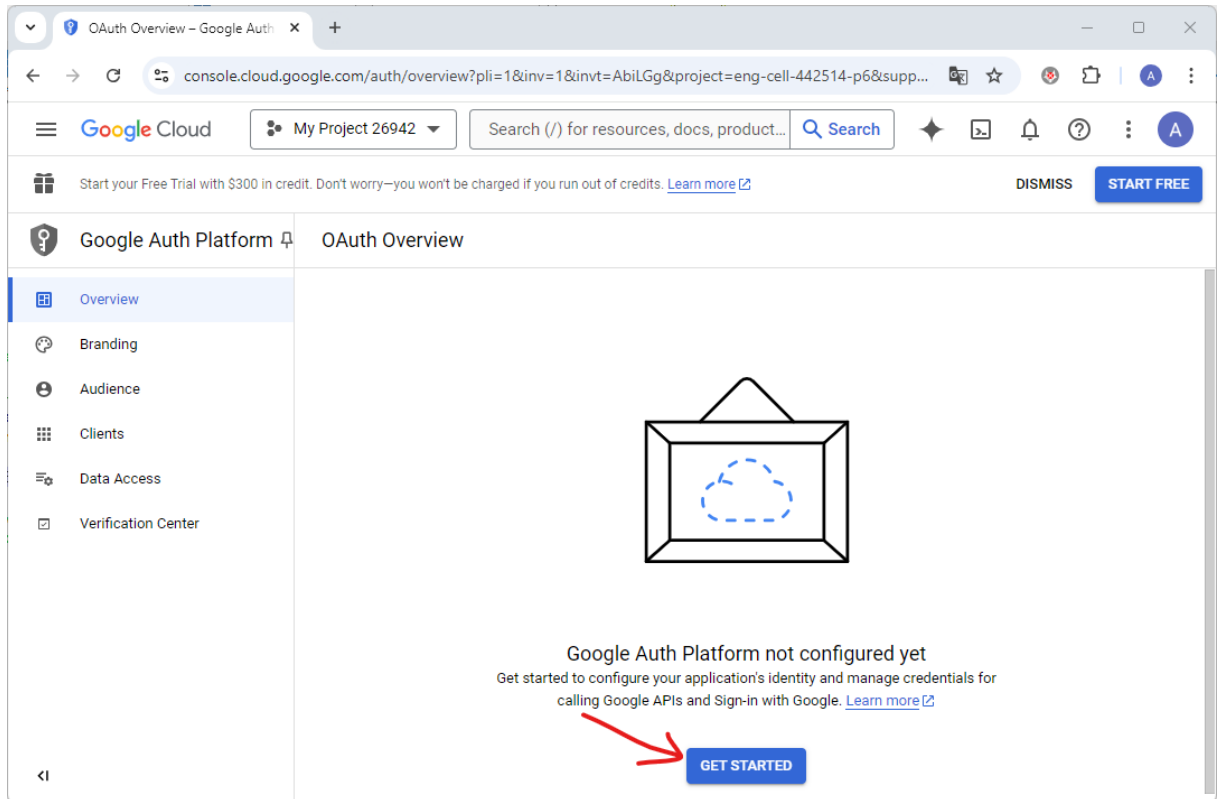 OAuth Overview – Google Auth
console.cloud.google.com/auth/overview?pli=1&inv=1&invt=AbiLGg&project=eng-cell-442514-p6&supp...
A
Google Cloud
My Project 26942
Search (/) for resources, docs, product...
Search
A
Start your Free Trial with $300 in credit. Don't worry—you won't be charged if you run out of credits. Learn more
DISMISS
START FREE
Google Auth Platform
OAuth Overview
Overview
Branding
Audience
Clients
Data Access
Verification Center
Google Auth Platform not configured yet
Get started to configure your application's identity and manage credentials for
calling Google APIs and Sign-in with Google. Learn more
GET STARTED